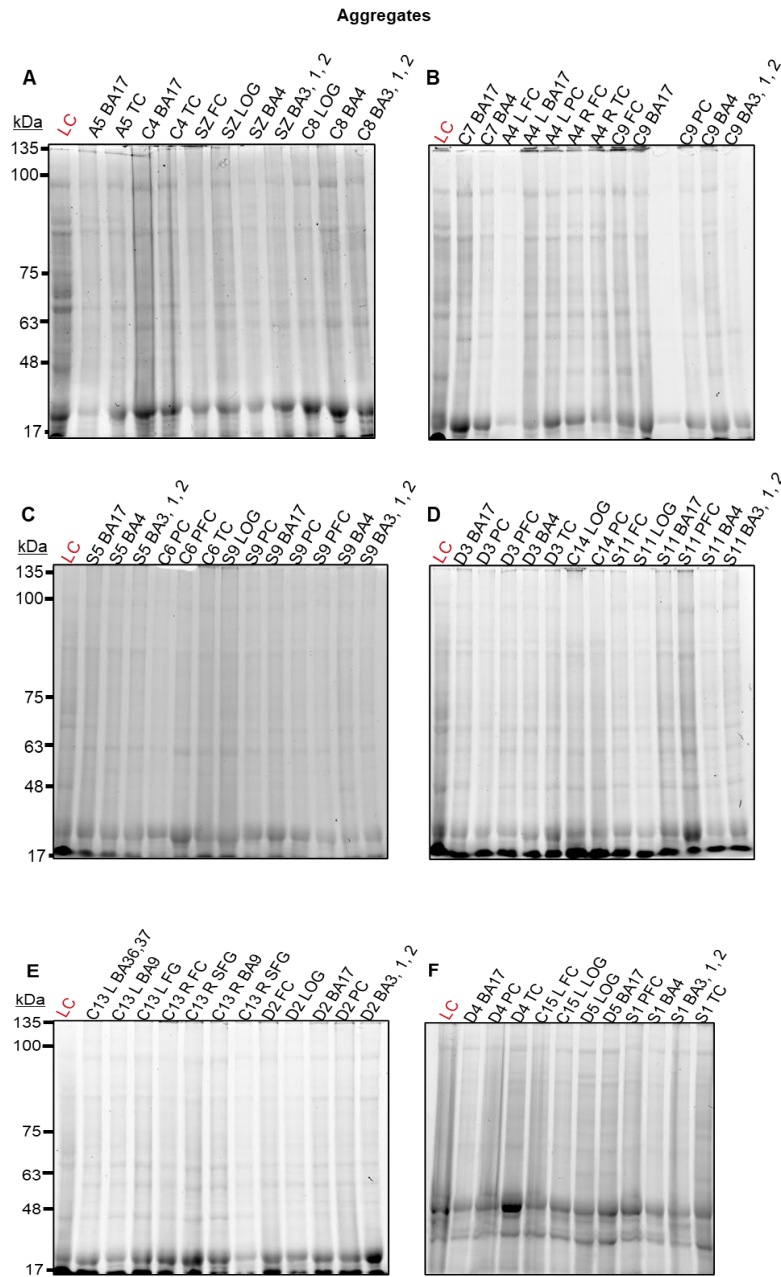 Aggregates
A
kDa
LC
A5 BA17
A5 TC
C4 BA17
C4 TC
SZ FC
SZ LOG
SZ BA4
SZ BA3, 1, 2
C8 LOG
C8 BA4
C8 BA3, 1, 2
135
100
75
63
48
17
B
LC
C7 BA17
C7 BA4
A4 L FC
A4 L BA17
A4 L PC
A4 R FC
A4 R TC
C9 FC
C9 BA17
C9 PC
C9 BA4
C9 BA3, 1, 2
C
kDa
LC
S5 BA17
S5 BA4
S5 BA3, 1, 2
C6 PC
C6 PFC
C6 TC
S9 LOG
S9 PC
S9 BA17
S9 PC
S9 PFC
S9 BA4
S9 BA3, 1, 2
135
100
75
63
48
17
D
LC
D3 BA17
D3 PC
D3 PFC
D3 BA4
D3 TC
C14 LOG
C14 PC
S11 FC
S11 LOG
S11 BA17
S11 PFC
S11 BA4
S11 BA3, 1, 2
E
kDa
LC
C13 L BA36,37
C13 L BA9
C13 L FG
C13 R FC
C13 R SFG
C13 R BA9
C13 R SFG
D2 FC
D2 LOG
D2 BA17
D2 PC
D2 BA3, 1, 2
135
100
75
63
48
17
F
LC
D4 BA17
D4 PC
D4 TC
C15 L FC
C15 L LOG
D5 LOG
D5 BA17
S1 PFC
S1 BA4
S1 BA3, 1, 2
S1 TC